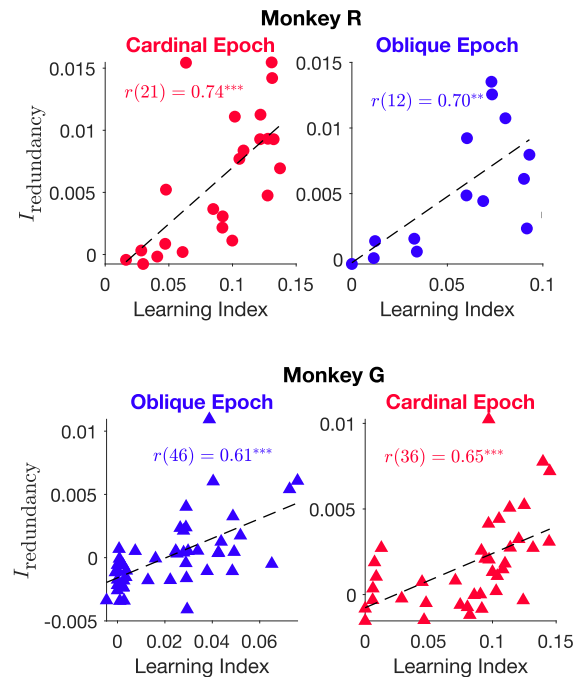 Monkey R
Cardinal Epoch
Oblique Epoch
0.015
0.01
0.005
0
I redundancy
r(21) = 0.74***
0
0.05
0.1
0.15
Learning Index
0.015
0.01
0.005
0
r(12) = 0.70**
0
0.05
0.1
Learning Index
Monkey G
Oblique Epoch
Cardinal Epoch
0.01
0.005
0
-0.005
I redundancy
r(46) = 0.61***
0
0.02
0.04
0.06
Learning Index
0.01
0.005
0
r(36) = 0.65***
0
0.05
0.1
0.15
Learning Index